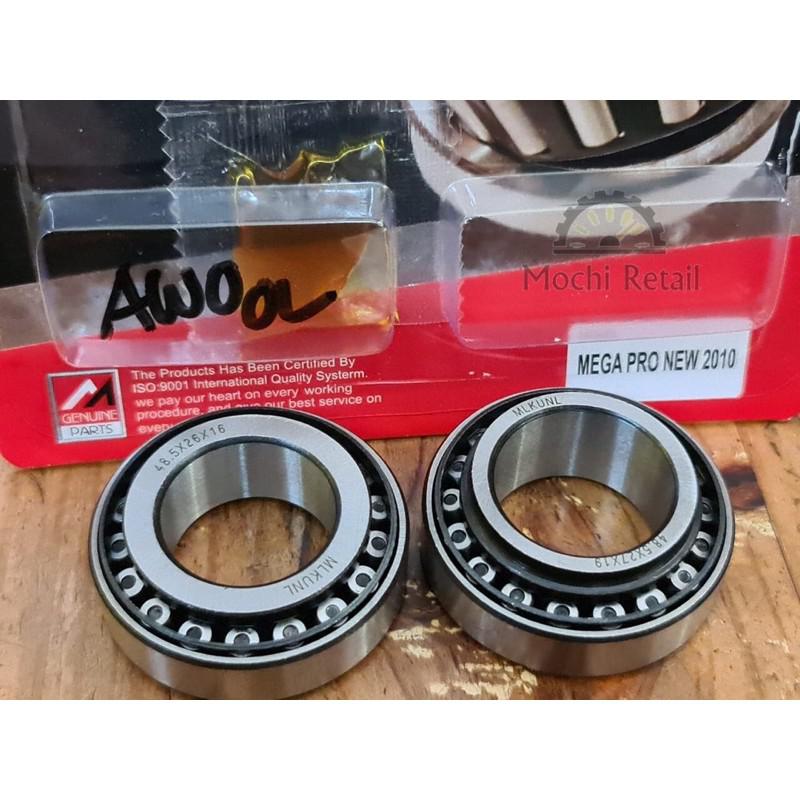 AWOOL
Mochi Retail
MEGA PRO NEW 2010
GENUINE
PARTS
The Products Has Been Certified By
ISO:9001 International Quality Systerm.
we pay our heart on every working
procedure, and give our best service on
every
48.5X26X16
MLKUNL
MLKUNL
48.5X27X19